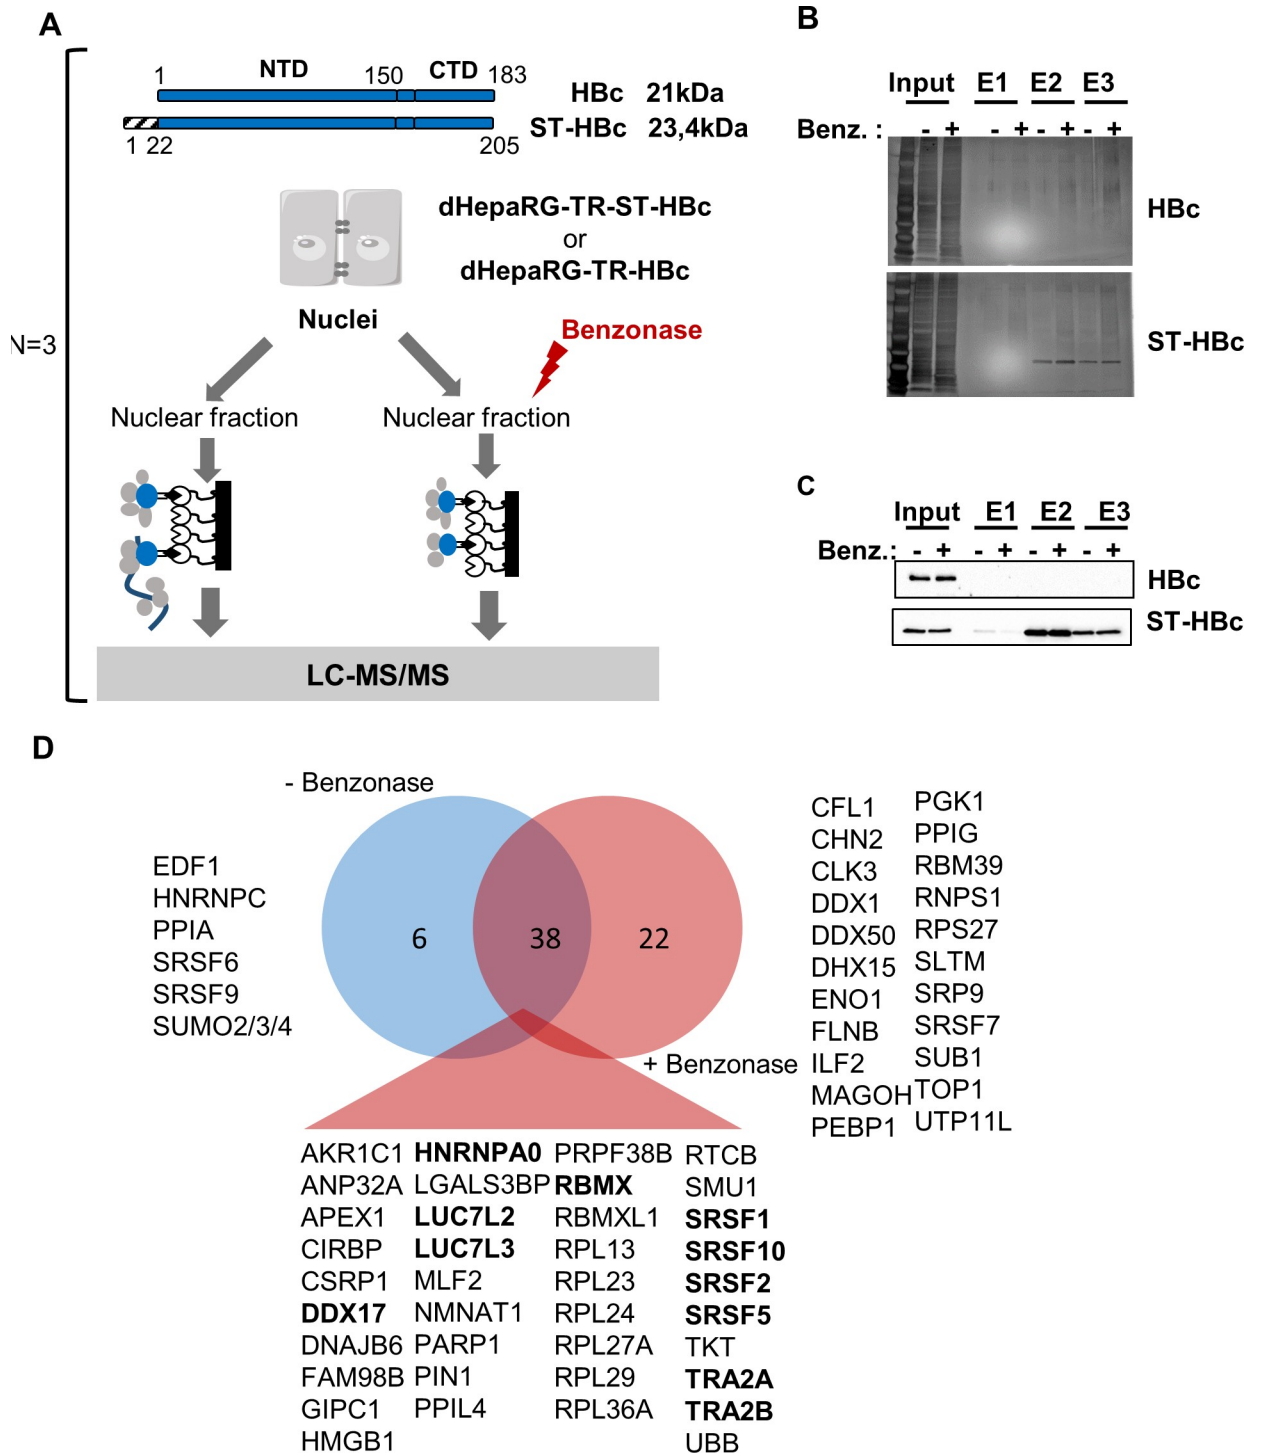 A
1 NTD 150 CTD 183
HBc 21kDa
ST-HBc 23,4kDa
1 22 205
dHepaRG-TR-ST-HBc
or
dHepaRG-TR-HBc
Nuclei
Benzonase
N=3
Nuclear fraction Nuclear fraction
LC-MS/MS
B
Input E1 E2 E3
Benz. : - + - + - + - +
HBc
ST-HBc
C
Input E1 E2 E3
Benz.: - + - + - + - +
HBc
ST-HBc
D
- Benzonase
EDF1
HNRNPC
PPIA
SRSF6
SRSF9
SUMO2/3/4
6 38 22
+ Benzonase
CFL1
CHN2
CLK3
DDX1
DDX50
DHX15
ENO1
FLNB
ILF2
MAGOH
PEBP1
PGK1
PPIG
RBM39
RNPS1
RPS27
SLTM
SRP9
SRSF7
SUB1
TOP1
UTP11L
AKR1C1
ANP32A
APEX1
CIRBP
CSRP1
DDX17
DNAJB6
FAM98B
GIPC1
HMGB1
HNRNPA0
LGALS3BP
LUC7L2
LUC7L3
MLF2
NMNAT1
PARP1
PIN1
PPIL4
PRPF38B
RBMX
RBMXL1
RPL13
RPL23
RPL24
RPL27A
RPL29
RPL36A
RTCB
SMU1
SRSF1
SRSF10
SRSF2
SRSF5
TKT
TRA2A
TRA2B
UBB